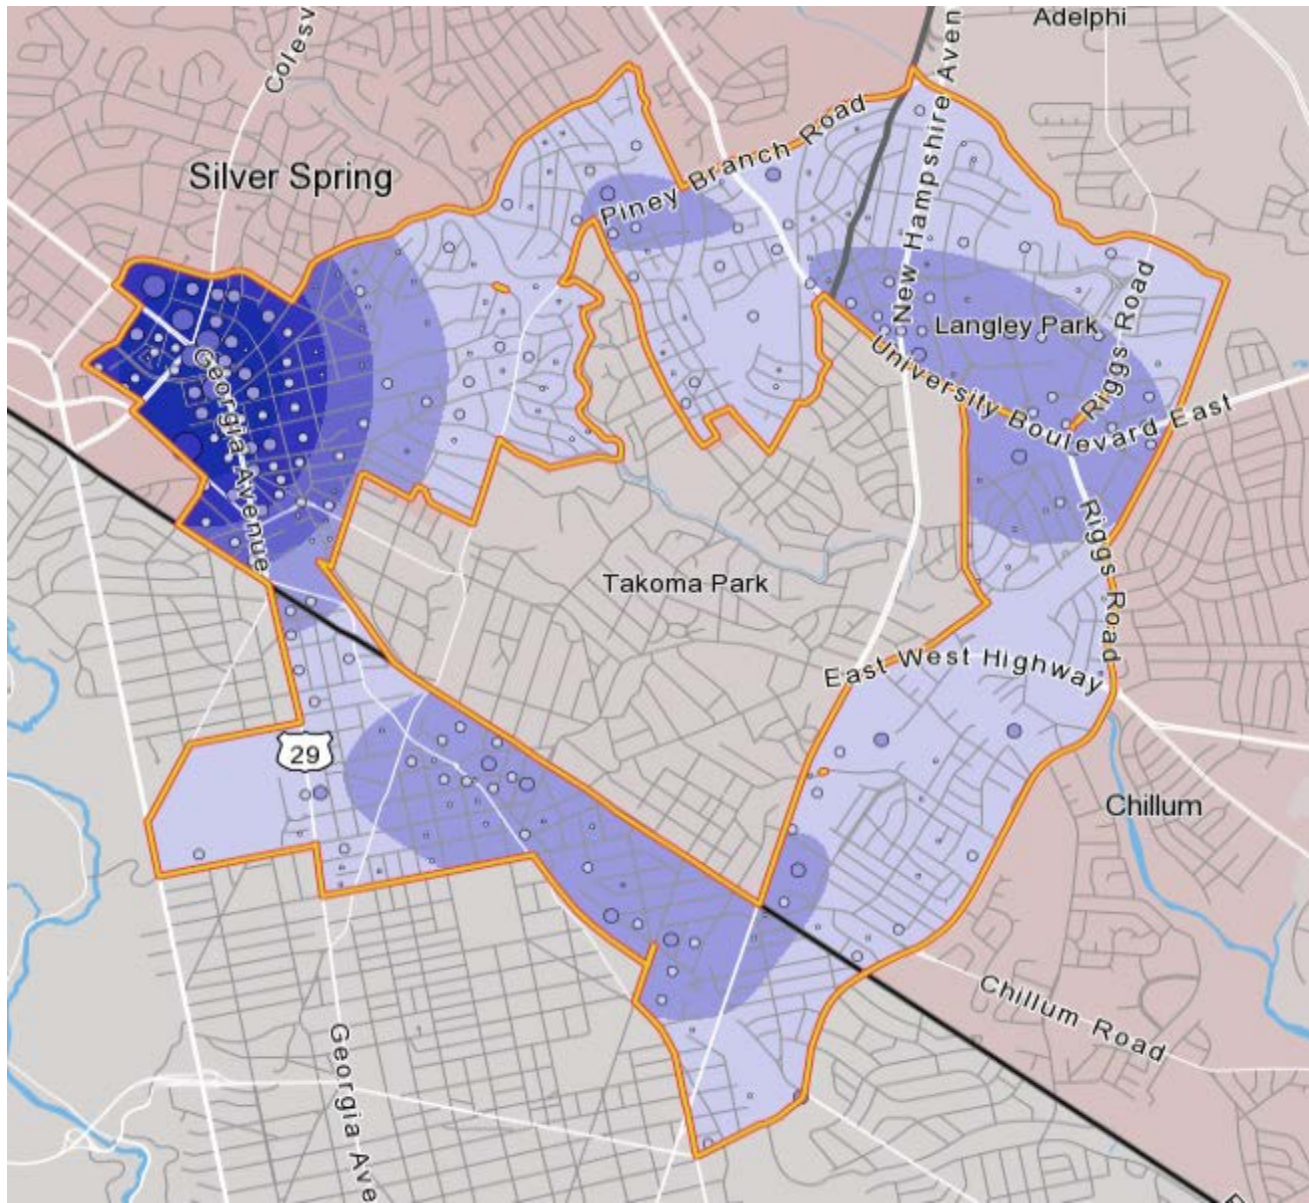 Adelphi
Colesv
New Hampshire Aven
Piney Branch Road
Silver Spring
Langley Park
Riggs Road
Georgia Avenue
University Boulevard East
Riggs Road
Takoma Park
East West Highway
29
Chillum
Chillum Road
Georgia Ave